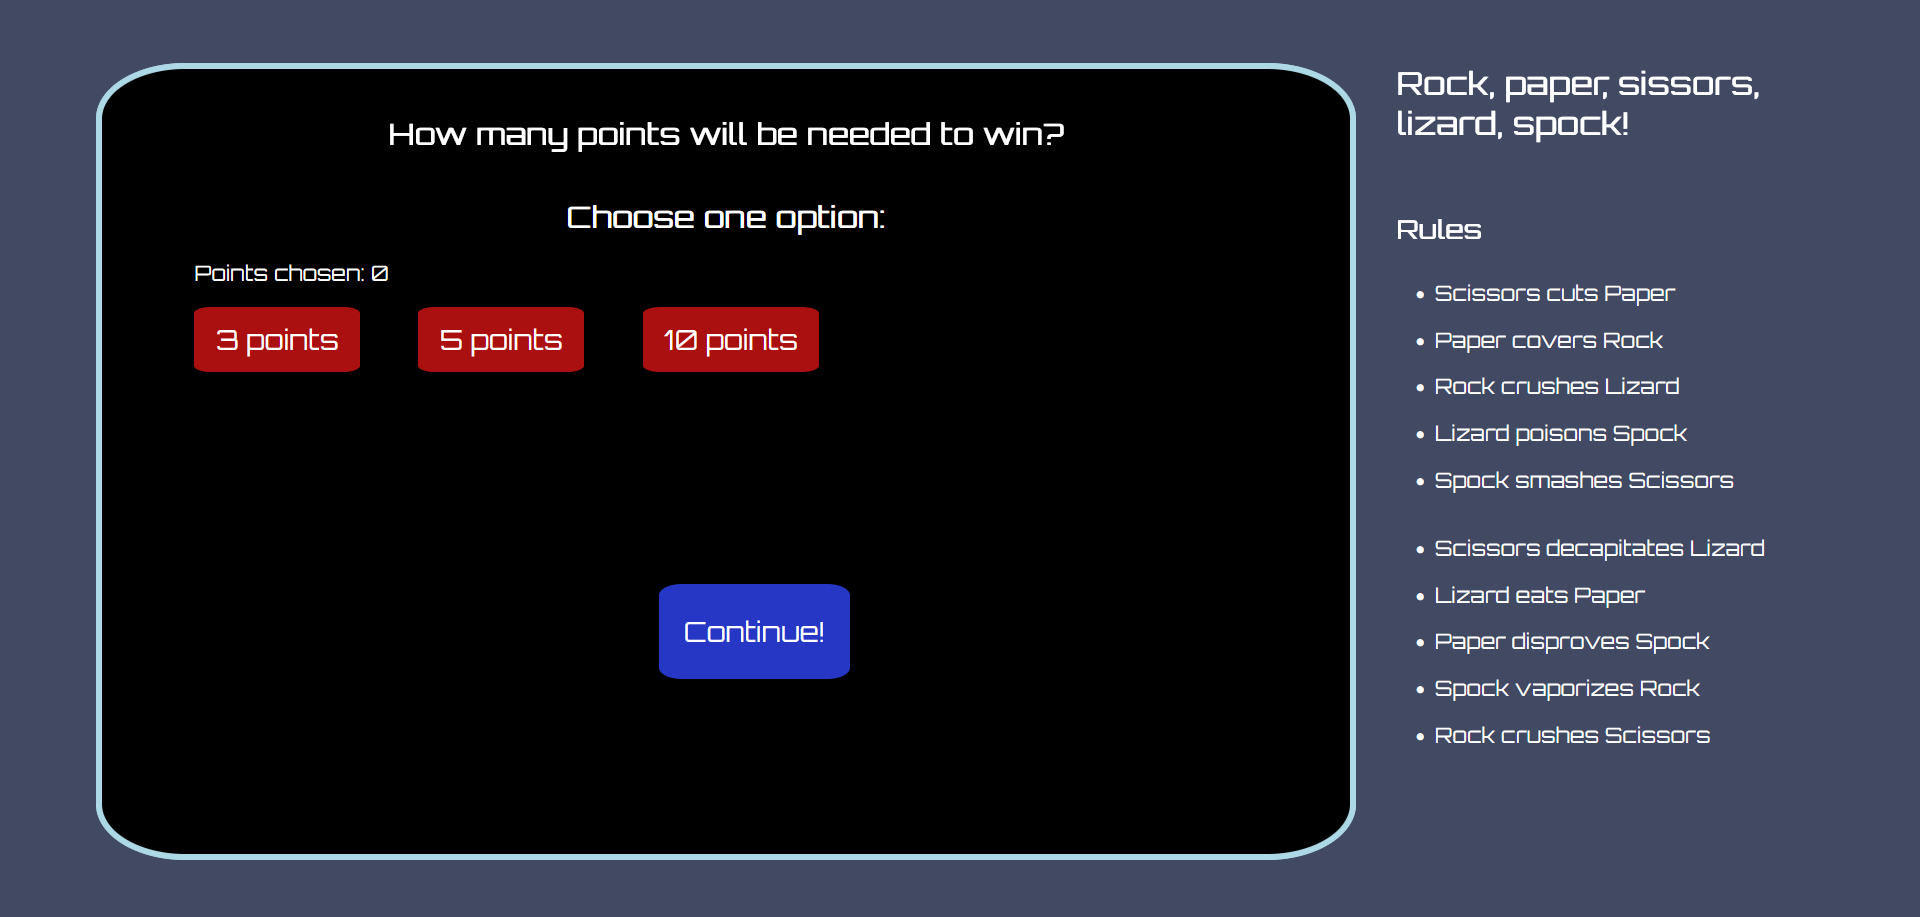 How many points will be needed to win?
Choose one option:
Points chosen: 0
3 points
5 points
10 points
Continue!
Rock, paper, sissors,
lizard, spock!
Rules
Scissors cuts Paper
Paper covers Rock
Rock crushes Lizard
Lizard poisons Spock
Spock smashes Scissors
Scissors decapitates Lizard
Lizard eats Paper
Paper disproves Spock
Spock vaporizes Rock
Rock crushes Scissors